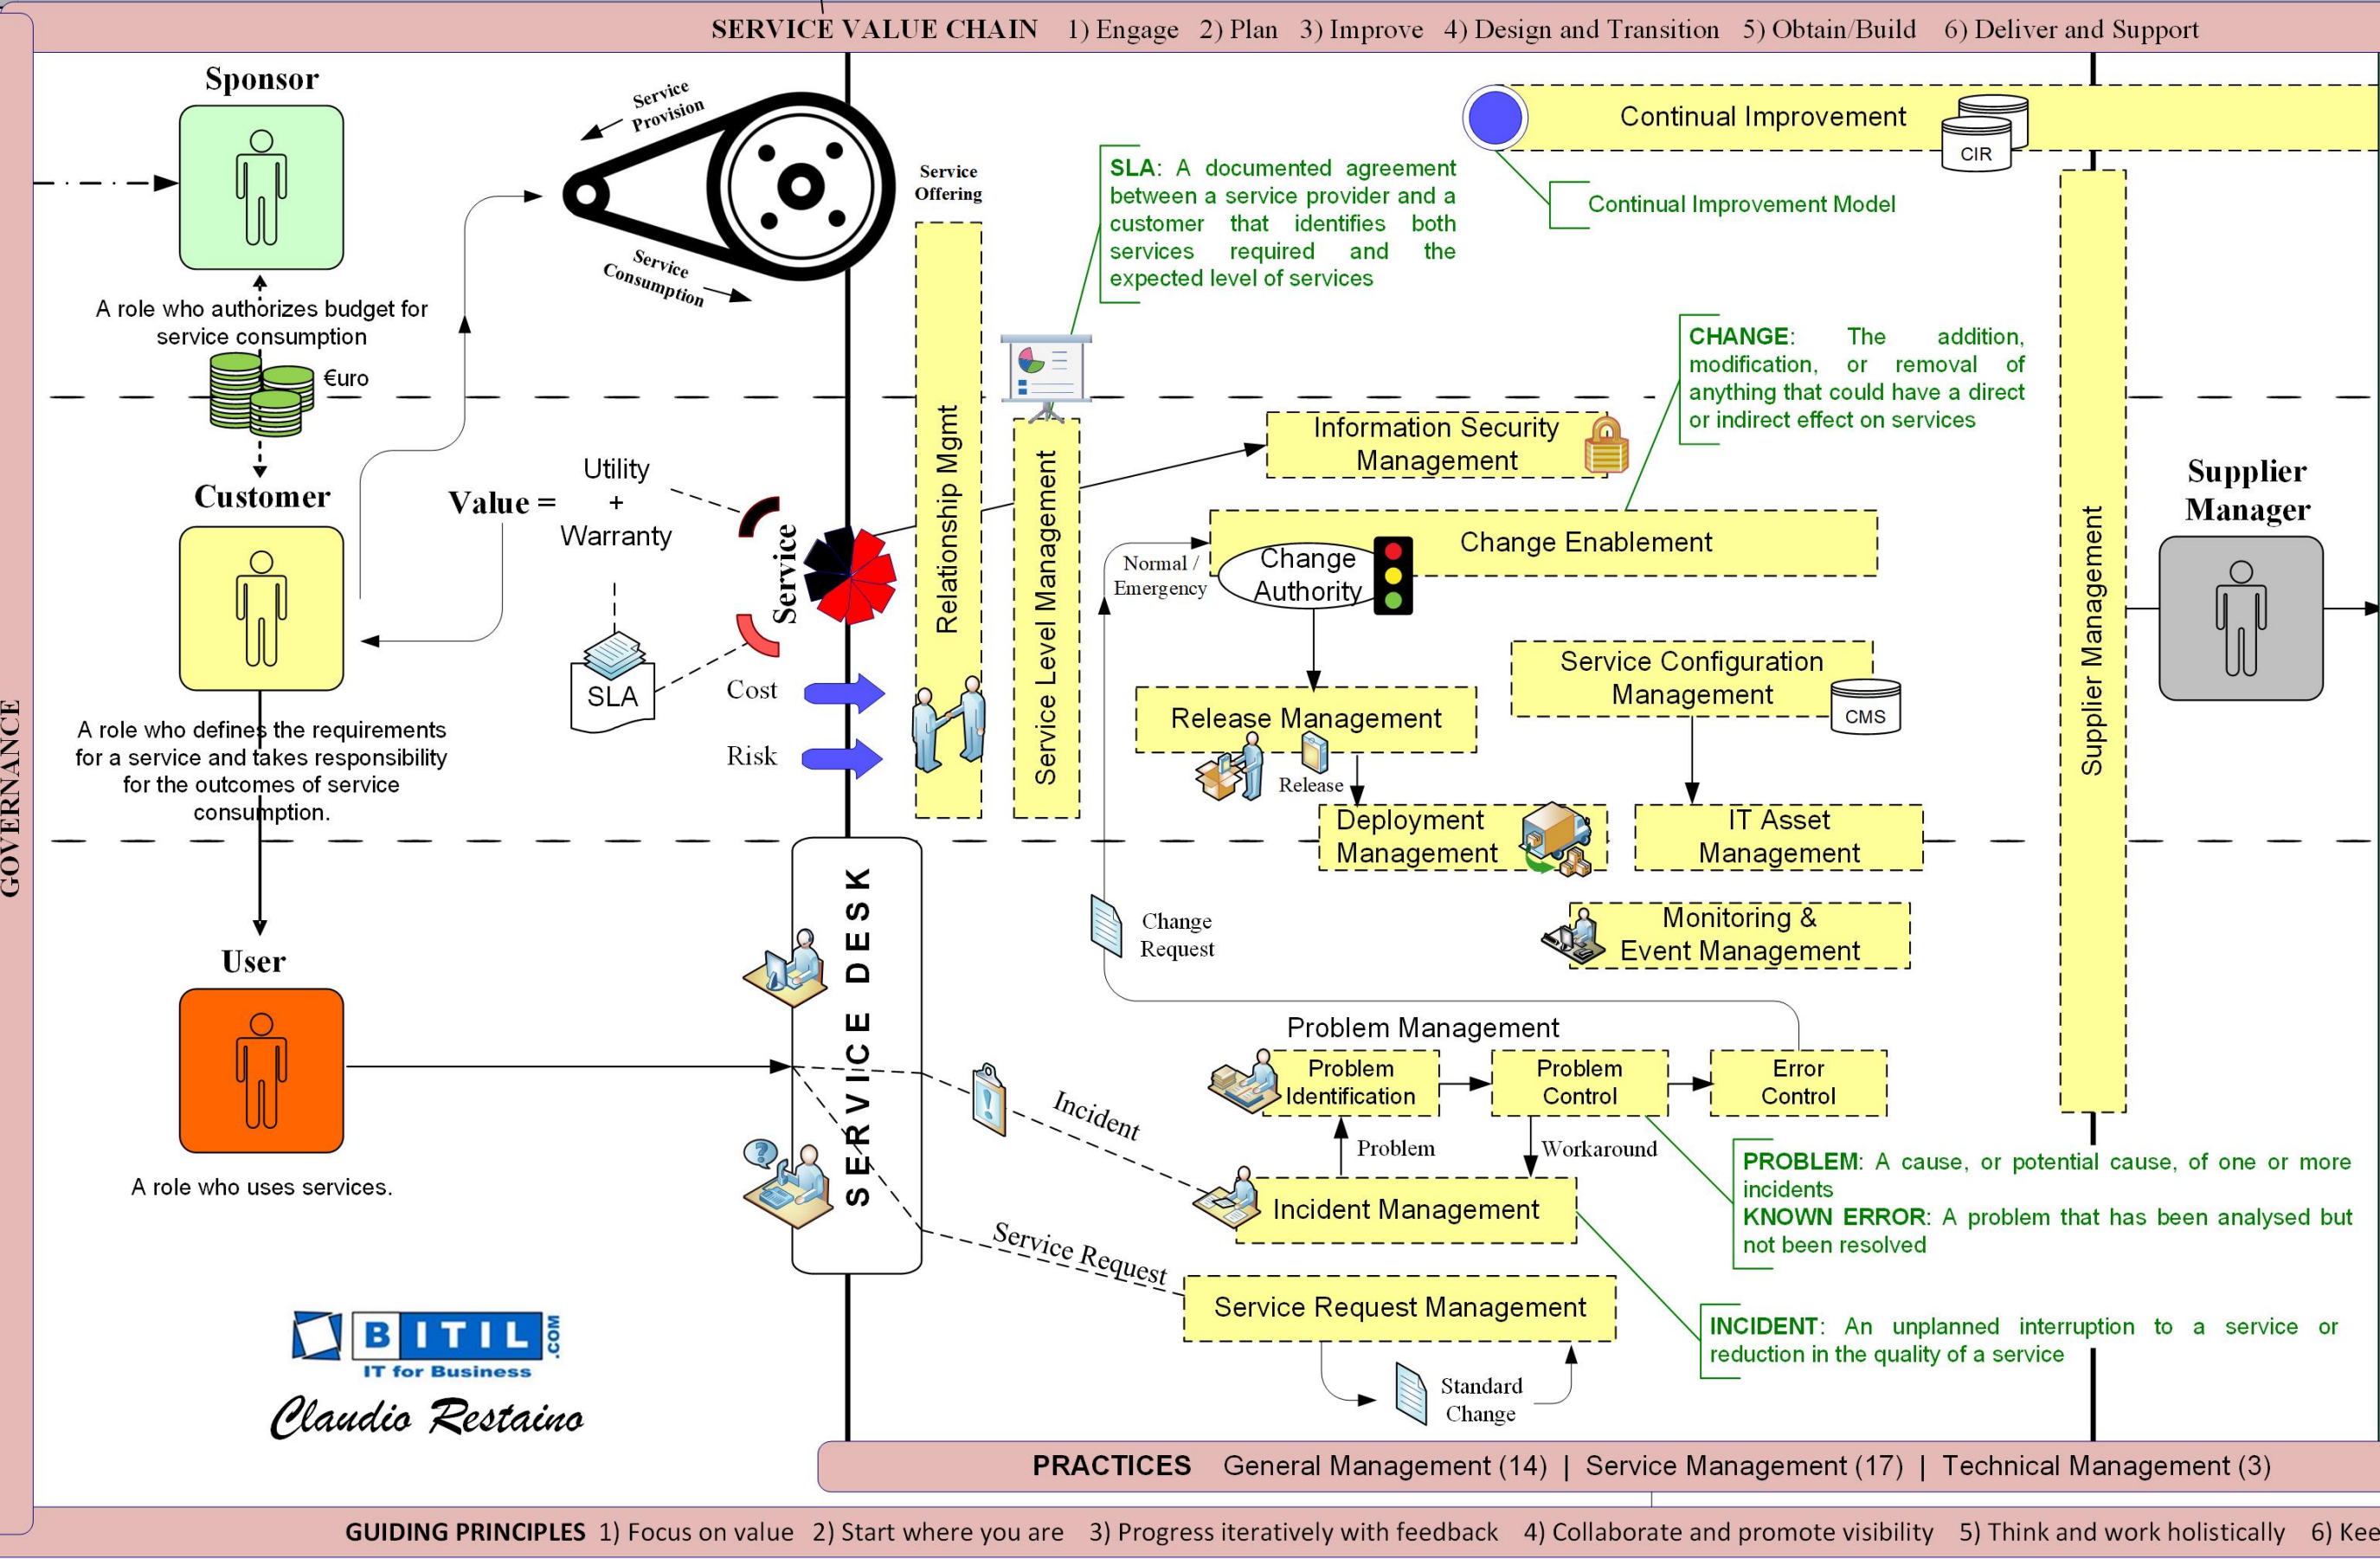 SERVICE VALUE CHAIN 1) Engage 2) Plan 3) Improve 4) Design and Transition 5) Obtain/Build 6) Deliver and Support
GOVERNANCE
Sponsor
A role who authorizes budget for
service consumption
€uro
Customer
A role who defines the requirements
for a service and takes responsibility
for the outcomes of service
consumption.
User
A role who uses services.
Service
Provision
Service
Consumption
Value =
Utility
+
Warranty
SLA
Service
Cost
Risk
Service
Offering
Relationship Mgmt
Service Level Management
SERVICE DESK
SLA: A documented agreement
between a service provider and a
customer that identifies both
services required and the
expected level of services
Continual Improvement
CIR
Continual Improvement Model
CHANGE: The addition,
modification, or removal of
anything that could have a direct
or indirect effect on services
Information Security
Management
Change Enablement
Change
Authority
Normal /
Emergency
Release Management
Release
Deployment
Management
Service Configuration
Management
CMS
IT Asset
Management
Monitoring &
Event Management
Change
Request
Supplier Management
Supplier
Manager
Problem Management
Problem
Identification
Problem
Control
Error
Control
Problem
Workaround
Incident
Incident Management
Service Request
Service Request Management
Standard
Change
PROBLEM: A cause, or potential cause, of one or more
incidents
KNOWN ERROR: A problem that has been analysed but
not been resolved
INCIDENT: An unplanned interruption to a service or
reduction in the quality of a service
BITIL.COM
IT for Business
Claudio Restaino
PRACTICES General Management (14) | Service Management (17) | Technical Management (3)
GUIDING PRINCIPLES 1) Focus on value 2) Start where you are 3) Progress iteratively with feedback 4) Collaborate and promote visibility 5) Think and work holistically 6)